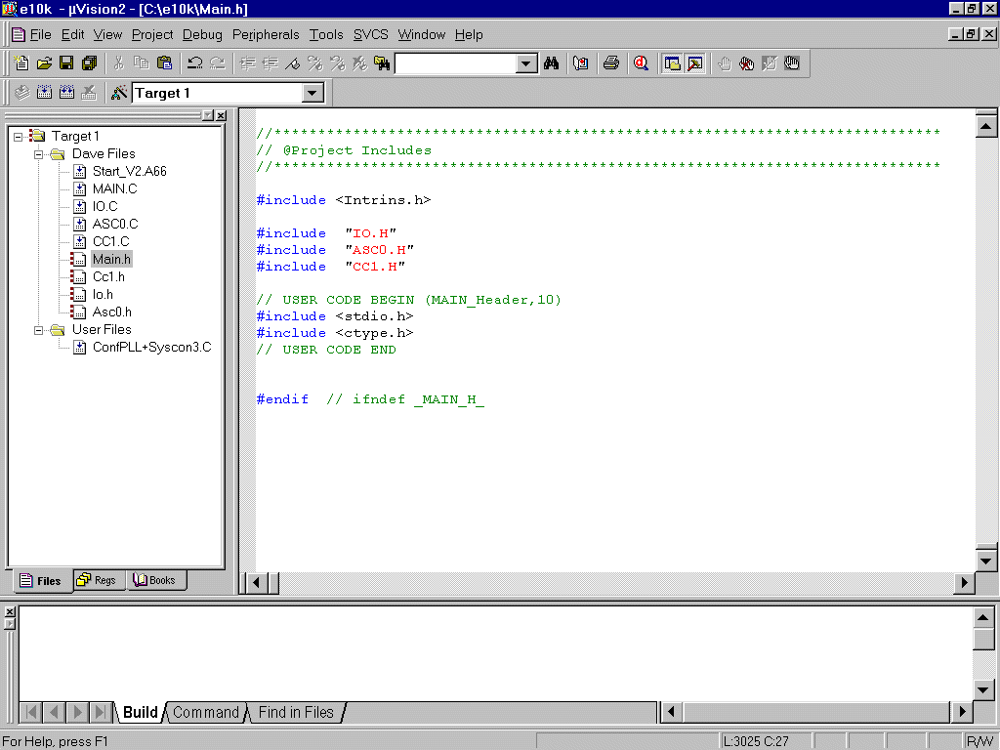 e10k - µVision2 - [C:\e10k\Main.h]
File Edit View Project Debug Peripherals Tools SVCS Window Help
Target 1
Target 1
Dave Files
Start_V2.A66
MAIN.C
IO.C
ASC0.C
CC1.C
Main.h
Cc1.h
Io.h
Asc0.h
User Files
ConfPLL+Syscon3.C
Files Regs Books
//****************************************************************************
// @Project Includes
//****************************************************************************
#include <Intrins.h>
#include "IO.H"
#include "ASC0.H"
#include "CC1.H"
// USER CODE BEGIN (MAIN_Header,10)
#include <stdio.h>
#include <ctype.h>
// USER CODE END
#endif // ifndef _MAIN_H_
Build Command Find in Files
For Help, press F1 L:3025 C:27 R/W